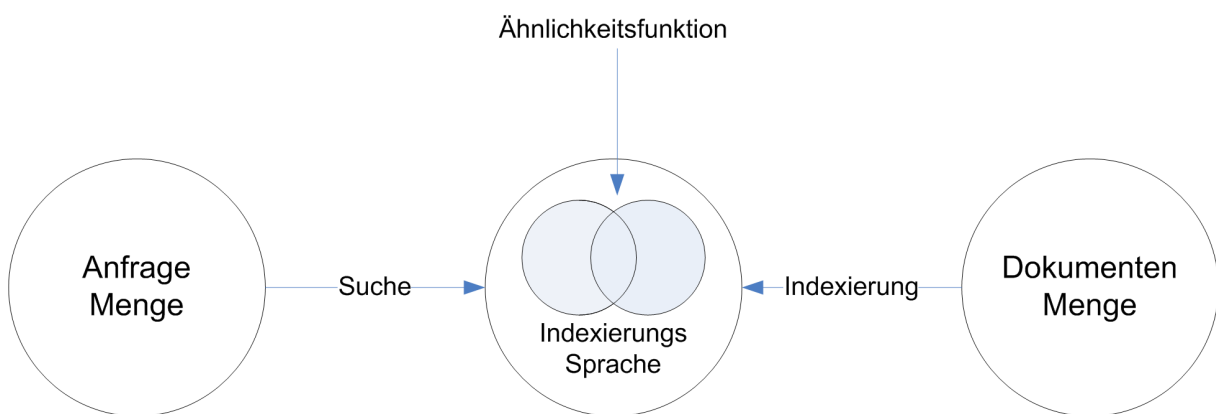 Ähnlichkeitsfunktion
Anfrage
Menge
Suche
Indexierungs
Sprache
Indexierung
Dokumenten
Menge